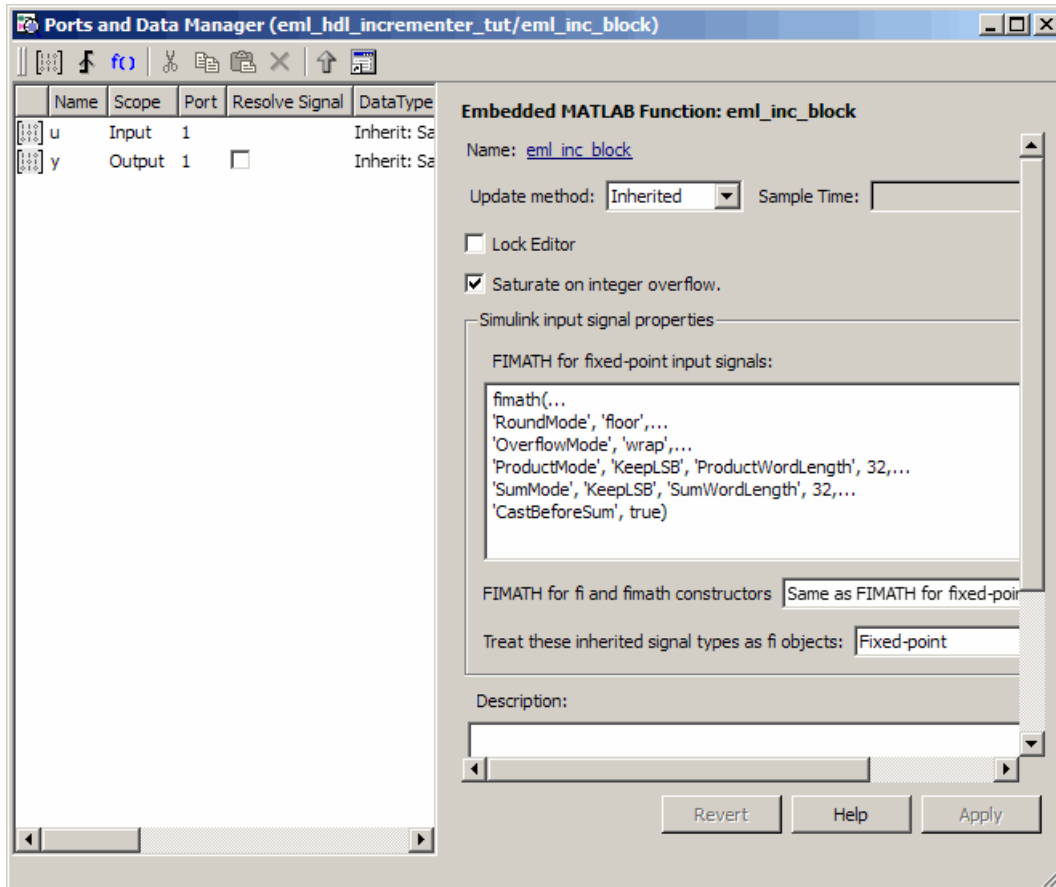 Ports and Data Manager (eml_hdl_incrementer_tut/eml_inc_block)
f()
Name Scope Port Resolve Signal DataType
u Input 1 Inherit: Sa
y Output 1 Inherit: Sa
Embedded MATLAB Function: eml_inc_block
Name: eml_inc_block
Update method: Inherited Sample Time:
Lock Editor
Saturate on integer overflow.
Simulink input signal properties
FIMATH for fixed-point input signals:
fimath(...
'RoundMode', 'floor',...
'OverflowMode', 'wrap',...
'ProductMode', 'KeepLSB', 'ProductWordLength', 32,...
'SumMode', 'KeepLSB', 'SumWordLength', 32,...
'CastBeforeSum', true)
FIMATH for fi and fimath constructors Same as FIMATH for fixed-poin
Treat these inherited signal types as fi objects: Fixed-point
Description:
Revert Help Apply